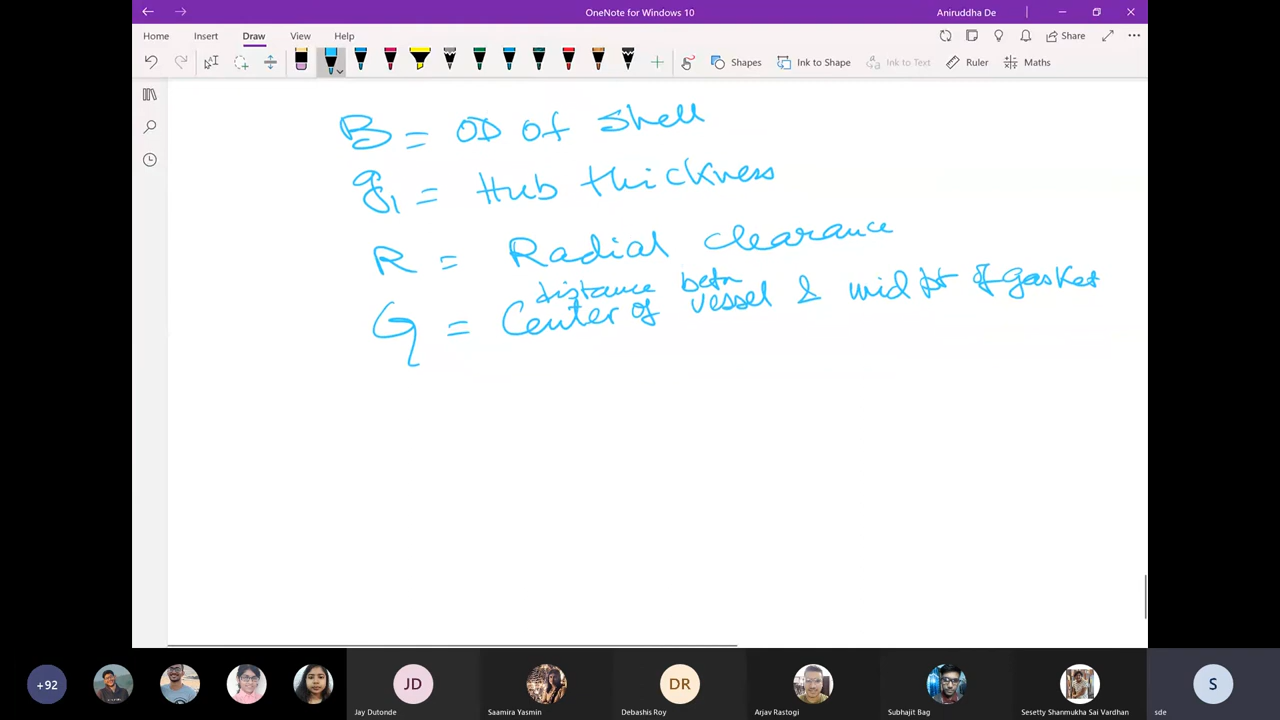 OneNote for Windows 10
Aniruddha De
Home Insert Draw View Help
Share
Shapes Ink to Shape Ink to Text Ruler Maths
B = OD Of Shell
g1 = Hub thickness
R = Radial clearance
distance betn
G = Center of vessel & mid pt of gasket
+92 JD DR S
Jay Dutonde Saamira Yasmin Debashis Roy Arjav Rastogi Subhajit Bag Sesetty Shanmukha Sai Vardhan sde